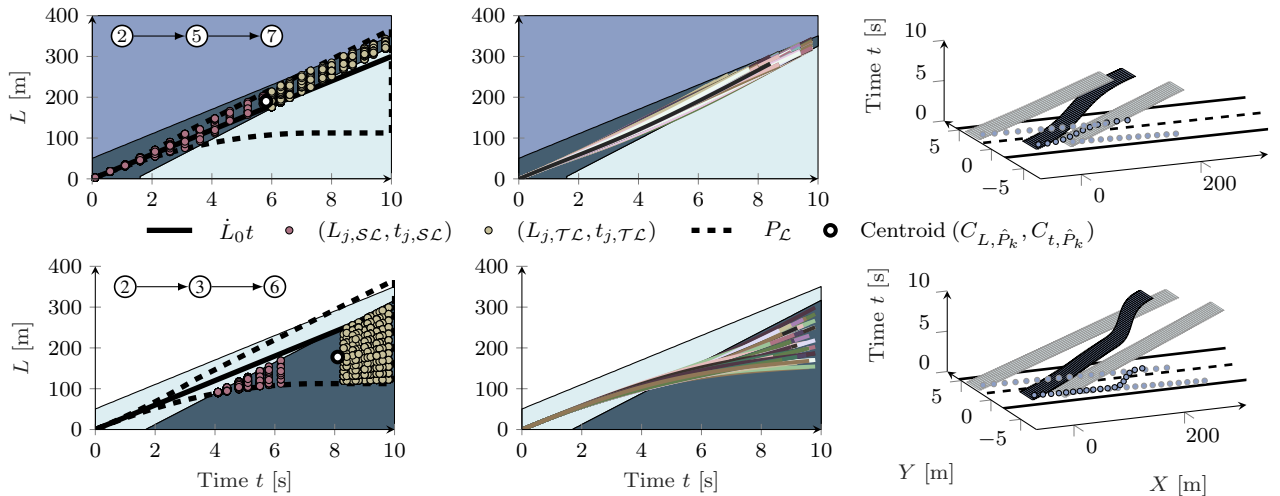 400
300
200
100
0
L [m]
2 5 7
0 2 4 6 8 10
400
300
200
100
0
0 2 4 6 8 10
10
5
0
Time t [s]
5
0
−5
0
200
L̇₀t (L_{j,𝒮ℒ}, t_{j,𝒮ℒ}) (L_{j,𝒯ℒ}, t_{j,𝒯ℒ}) P_ℒ Centroid (C_{L,P̂_k}, C_{t,P̂_k})
400
300
200
100
0
L [m]
2 3 6
0 2 4 6 8 10
Time t [s]
400
300
200
100
0
0 2 4 6 8 10
Time t [s]
10
5
0
Time t [s]
5
0
−5
0
200
Y [m]
X [m]